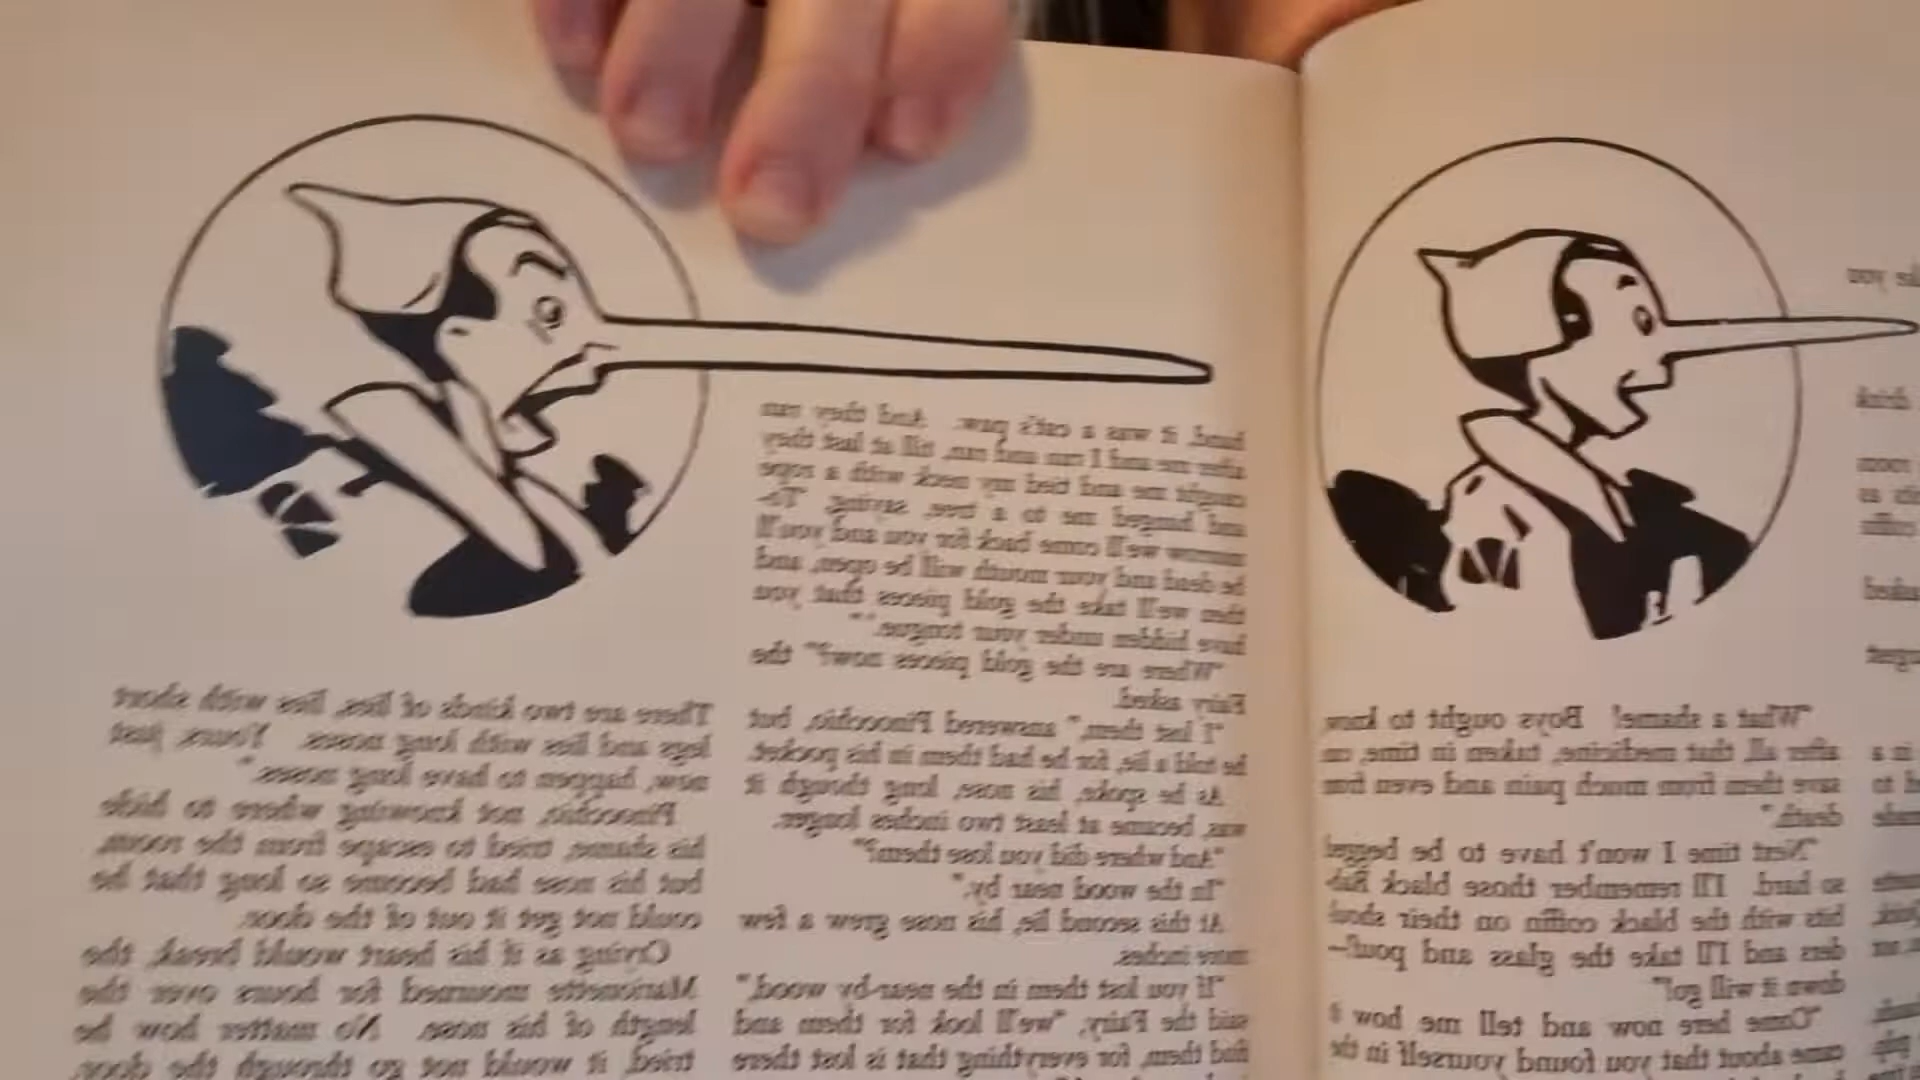 you
drink
room
as
coffin
asked
in a
"What a shame! Boys ought to know
after all, that medicine, taken in time, can
save them from much pain and even from
death."
"Next time I won't have to be begged
so hard. I'll remember those black Rab-
bits with the black coffin on their shoul-
ders and I'll take the glass and pouf!—
down it will go!"
"Come here now and tell me how it
came about that you found yourself in the
hand, it was a cat's paw. And they ran
after me and I ran and ran, till at last they
caught me and tied my neck with a rope
and hanged me to a tree, saying, 'To-
morrow we'll come back for you and you'll
be dead and your mouth will be open, and
then we'll take the gold pieces that you
have hidden under your tongue.'"
"Where are the gold pieces now?" the
Fairy asked.
"I lost them," answered Pinocchio, but
he told a lie, for he had them in his pocket.
As he spoke, his nose, long though it
was, became at least two inches longer.
"And where did you lose them?"
"In the wood near by."
At this second lie, his nose grew a few
more inches.
"If you lost them in the near-by wood,"
said the Fairy, "we'll look for them and
find them, for everything that is lost there
There are two kinds of lies, lies with short
legs and lies with long noses. Yours, just
now, happen to have long noses."
Pinocchio, not knowing where to hide
his shame, tried to escape from the room,
but his nose had become so long that he
could not get it out of the door.
Crying as if his heart would break, the
Marionette mourned for hours over the
length of his nose. No matter how he
tried, it would not go through the door.